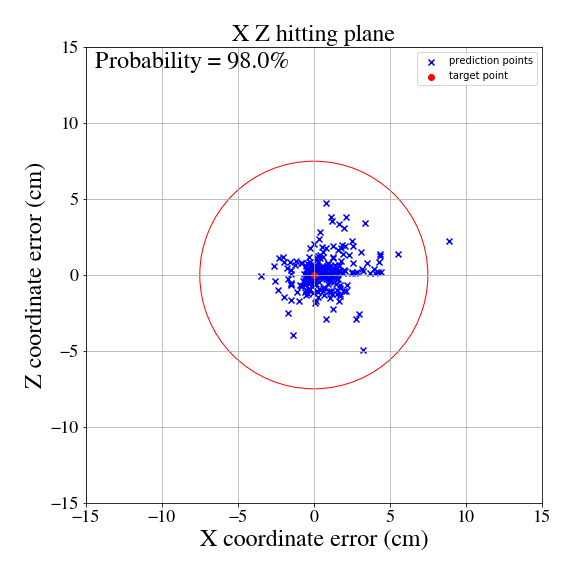 X Z hitting plane
Probability = 98.0%
prediction points
target point
15
10
5
0
−5
−10
−15
Z coordinate error (cm)
−15 −10 −5 0 5 10 15
X coordinate error (cm)